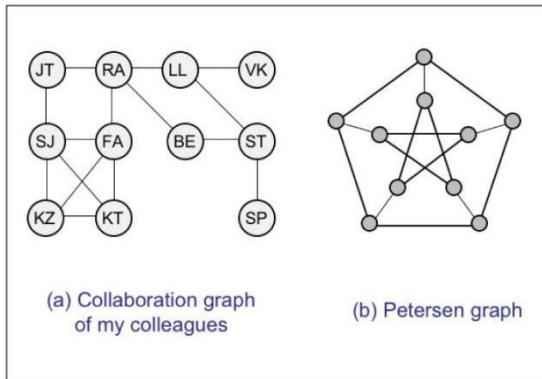 JT RA LL VK
SJ FA BE ST
KZ KT SP
(a) Collaboration graph
of my colleagues
(b) Petersen graph